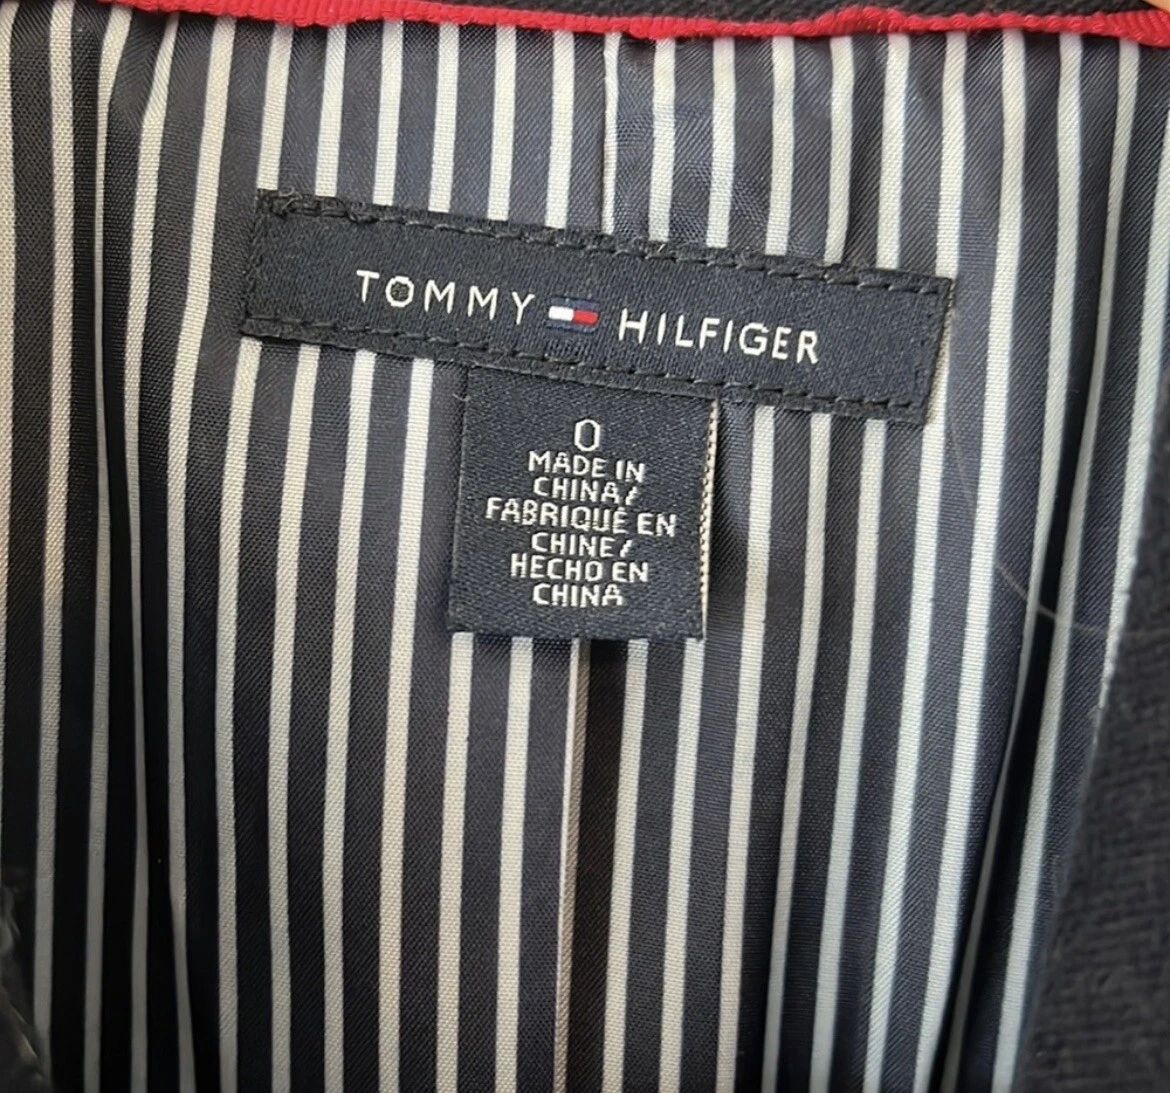 TOMMY HILFIGER
0
MADE IN
CHINA/
FABRIQUÉ EN
CHINE/
HECHO EN
CHINA